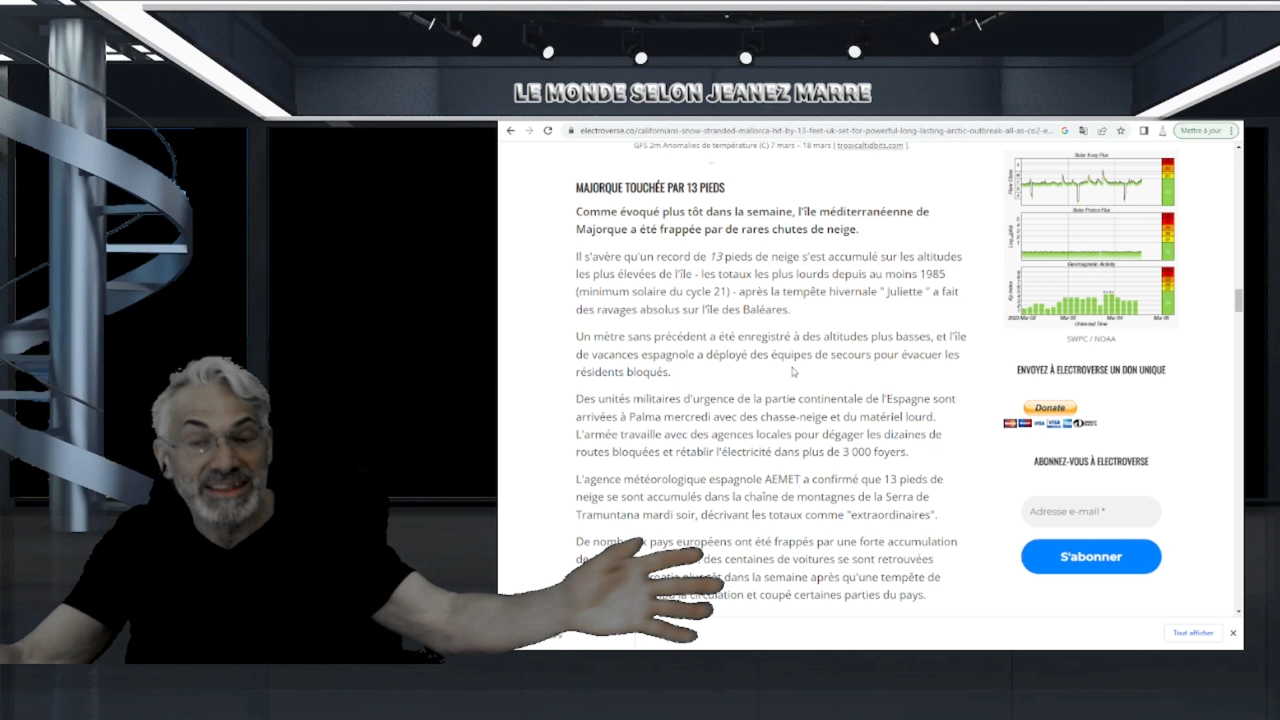 LE MONDE SELON JEANEZ MARRE
electroverse.co/californians-snow-stranded-mallorca-hit-by-13-feet-uk-set-for-powerful-long-lasting-arctic-outbreak-all-as-co2-e...
Mettre à jour
GFS 2m Anomalies de température (C) 7 mars – 18 mars [ tropicaltidbits.com ].
MAJORQUE TOUCHÉE PAR 13 PIEDS
Comme évoqué plus tôt dans la semaine, l'île méditerranéenne de
Majorque a été frappée par de rares chutes de neige.
Il s'avère qu'un record de 13 pieds de neige s'est accumulé sur les altitudes
les plus élevées de l'île - les totaux les plus lourds depuis au moins 1985
(minimum solaire du cycle 21) - après la tempête hivernale " Juliette " a fait
des ravages absolus sur l'île des Baléares.
Un mètre sans précédent a été enregistré à des altitudes plus basses, et l'île
de vacances espagnole a déployé des équipes de secours pour évacuer les
résidents bloqués.
Des unités militaires d'urgence de la partie continentale de l'Espagne sont
arrivées à Palma mercredi avec des chasse-neige et du matériel lourd.
L'armée travaille avec des agences locales pour dégager les dizaines de
routes bloquées et rétablir l'électricité dans plus de 3 000 foyers.
L'agence météorologique espagnole AEMET a confirmé que 13 pieds de
neige se sont accumulés dans la chaîne de montagnes de la Serra de
Tramuntana mardi soir, décrivant les totaux comme "extraordinaires".
De pays européens ont été frappés par une forte accumulation
des centaines de voitures se sont retrouvées
dans la semaine après qu'une tempête de
la circulation et coupé certaines parties du pays.
Solar X-ray Flux
Solar Proton Flux
Geomagnetic Activity
Universal Time
SWPC / NOAA
ENVOYEZ À ELECTROVERSE UN DON UNIQUE
Donate
ABONNEZ-VOUS À ELECTROVERSE
Adresse e-mail *
S'abonner
Tout afficher